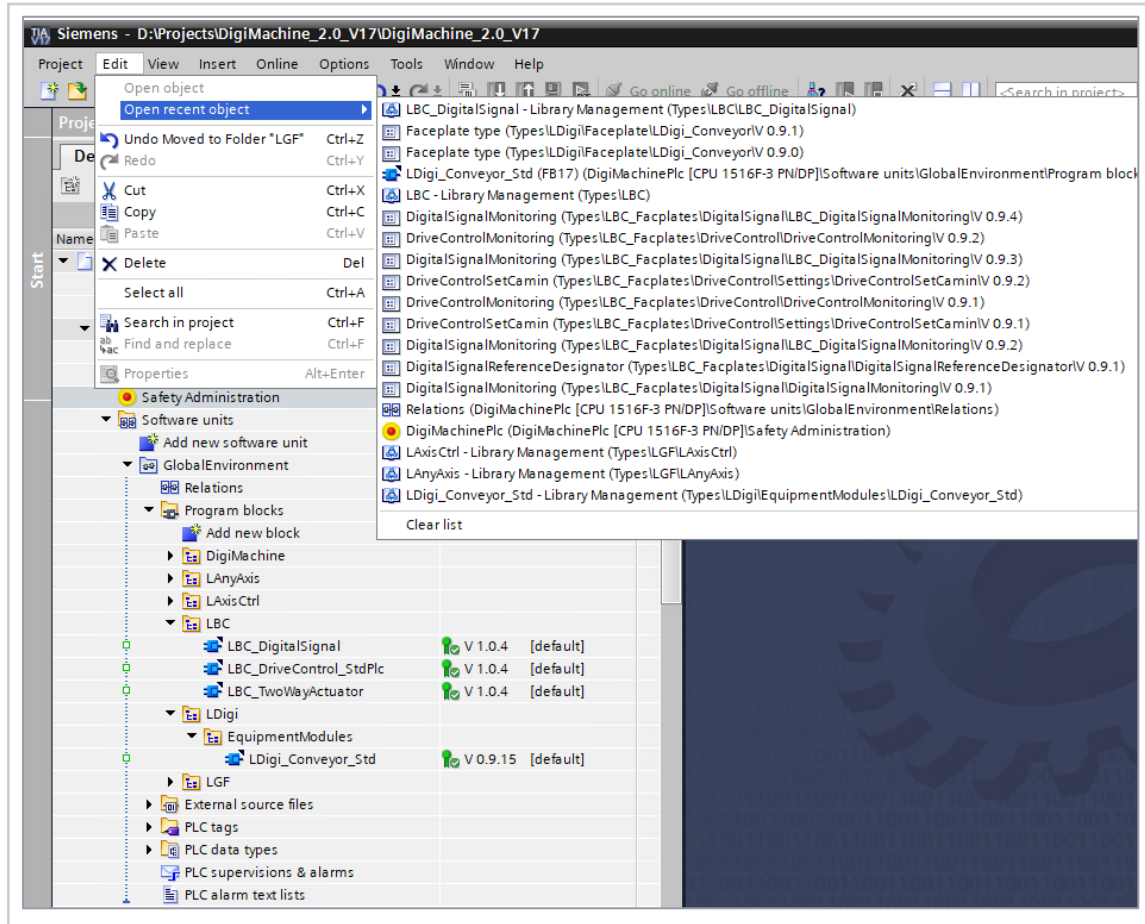 Siemens - D:\Projects\DigiMachine_2.0_V17\DigiMachine_2.0_V17
Project Edit View Insert Online Options Tools Window Help
Go online Go offline <Search in project>
Open object
Open recent object
Undo Moved to Folder "LGF" Ctrl+Z
Redo Ctrl+Y
Cut Ctrl+X
Copy Ctrl+C
Paste Ctrl+V
Delete Del
Select all Ctrl+A
Search in project Ctrl+F
Find and replace Ctrl+F
Properties Alt+Enter
LBC_DigitalSignal - Library Management (Types\LBC\LBC_DigitalSignal)
Faceplate type (Types\LDigi\Faceplate\LDigi_Conveyor\V 0.9.1)
Faceplate type (Types\LDigi\Faceplate\LDigi_Conveyor\V 0.9.0)
LDigi_Conveyor_Std (FB17) (DigiMachinePlc [CPU 1516F-3 PN/DP]\Software units\GlobalEnvironment\Program block
LBC - Library Management (Types\LBC)
DigitalSignalMonitoring (Types\LBC_Facplates\DigitalSignal\LBC_DigitalSignalMonitoring\V 0.9.4)
DriveControlMonitoring (Types\LBC_Facplates\DriveControl\DriveControlMonitoring\V 0.9.2)
DigitalSignalMonitoring (Types\LBC_Facplates\DigitalSignal\LBC_DigitalSignalMonitoring\V 0.9.3)
DriveControlSetCamin (Types\LBC_Facplates\DriveControl\Settings\DriveControlSetCamin\V 0.9.2)
DriveControlMonitoring (Types\LBC_Facplates\DriveControl\DriveControlMonitoring\V 0.9.1)
DriveControlSetCamin (Types\LBC_Facplates\DriveControl\Settings\DriveControlSetCamin\V 0.9.1)
DigitalSignalMonitoring (Types\LBC_Facplates\DigitalSignal\LBC_DigitalSignalMonitoring\V 0.9.2)
DigitalSignalReferenceDesignator (Types\LBC_Facplates\DigitalSignal\DigitalSignalReferenceDesignator\V 0.9.1)
DigitalSignalMonitoring (Types\LBC_Facplates\DigitalSignal\DigitalSignalMonitoring\V 0.9.1)
Relations (DigiMachinePlc [CPU 1516F-3 PN/DP]\Software units\GlobalEnvironment\Relations)
DigiMachinePlc (DigiMachinePlc [CPU 1516F-3 PN/DP]\Safety Administration)
LAxisCtrl - Library Management (Types\LGF\LAxisCtrl)
LAnyAxis - Library Management (Types\LGF\LAnyAxis)
LDigi_Conveyor_Std - Library Management (Types\LDigi\EquipmentModules\LDigi_Conveyor_Std)
Clear list
Proje
De
Name
Start
Safety Administration
Software units
Add new software unit
GlobalEnvironment
Relations
Program blocks
Add new block
DigiMachine
LAnyAxis
LAxisCtrl
LBC
LBC_DigitalSignal V 1.0.4 [default]
LBC_DriveControl_StdPlc V 1.0.4 [default]
LBC_TwoWayActuator V 1.0.4 [default]
LDigi
EquipmentModules
LDigi_Conveyor_Std V 0.9.15 [default]
LGF
External source files
PLC tags
PLC data types
PLC supervisions & alarms
PLC alarm text lists